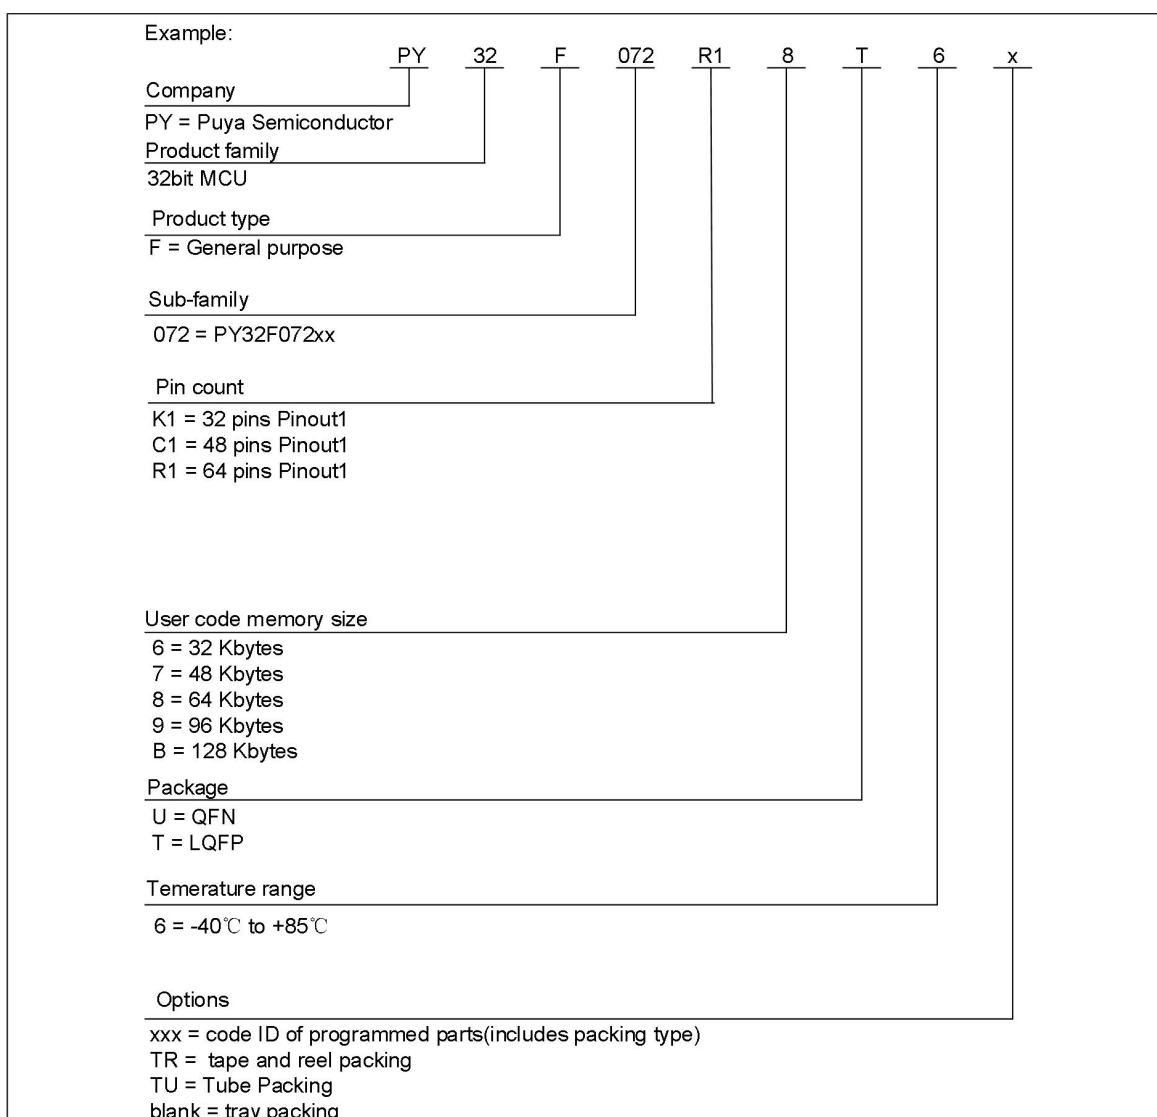 Example:
PY 32 F 072 R1 8 T 6 x
Company
PY = Puya Semiconductor
Product family
32bit MCU
Product type
F = General purpose
Sub-family
072 = PY32F072xx
Pin count
K1 = 32 pins Pinout1
C1 = 48 pins Pinout1
R1 = 64 pins Pinout1
User code memory size
6 = 32 Kbytes
7 = 48 Kbytes
8 = 64 Kbytes
9 = 96 Kbytes
B = 128 Kbytes
Package
U = QFN
T = LQFP
Temerature range
6 = -40℃ to +85℃
Options
xxx = code ID of programmed parts(includes packing type)
TR = tape and reel packing
TU = Tube Packing
blank = tray packing